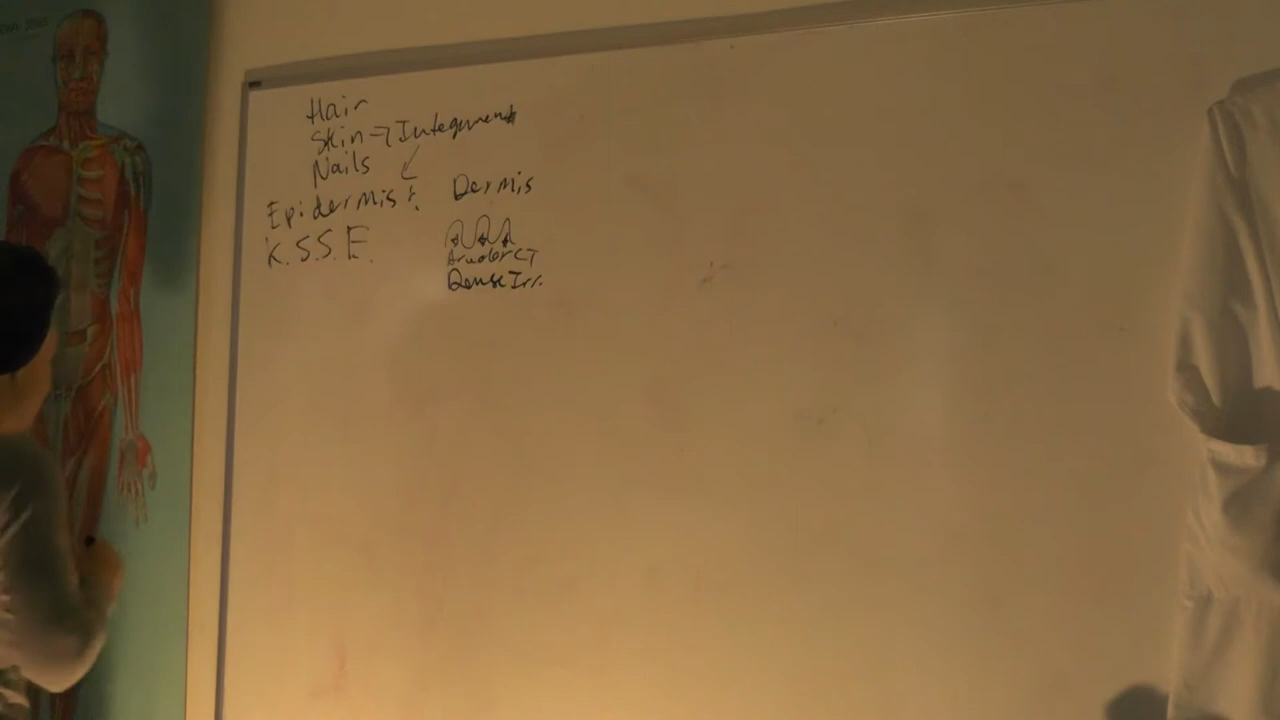 Hair
Skin → Integument
Nails
Epidermis & Dermis
K.S.S.E.
Areolar CT
Dense Irr.